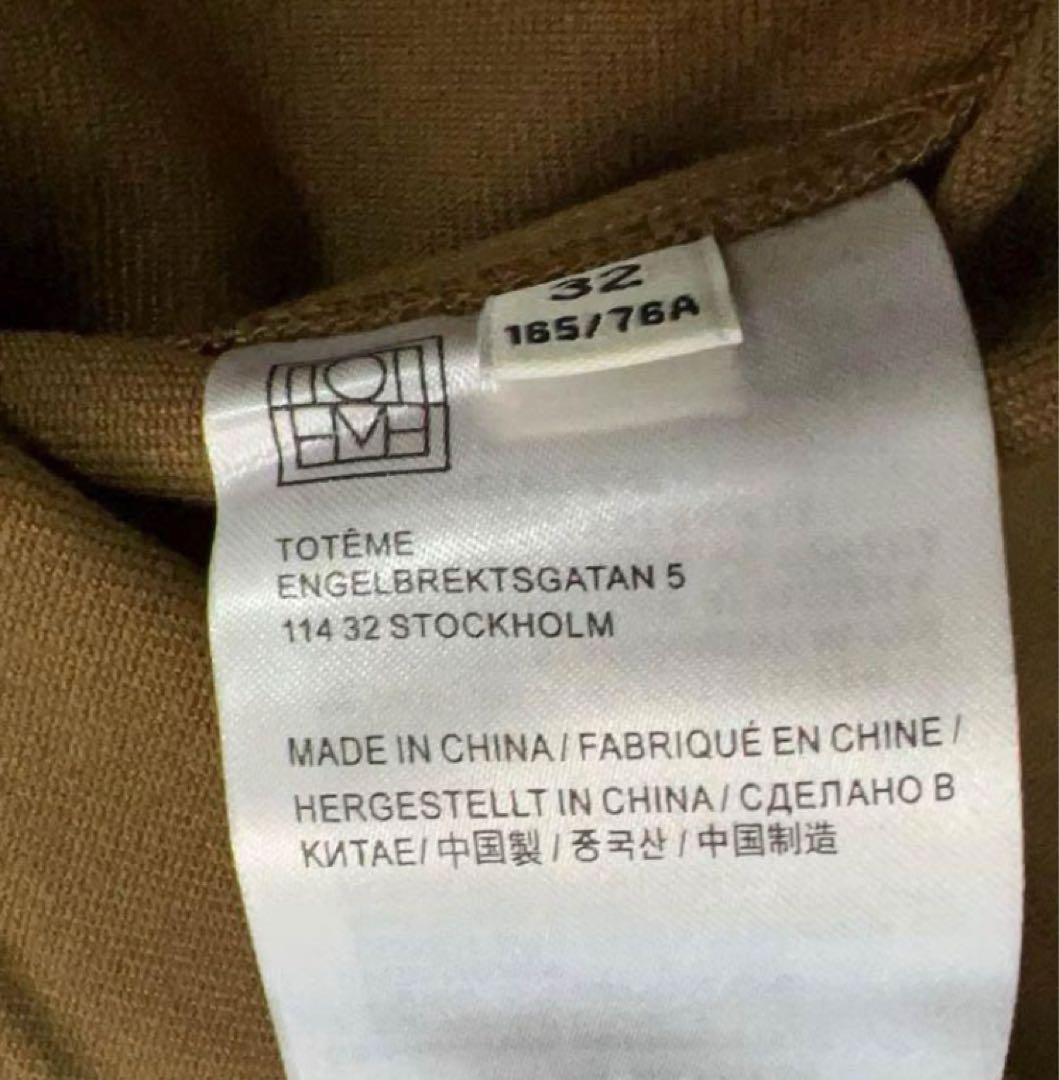 32
165/76A
TOTÊME
TOTÊME
ENGELBREKTSGATAN 5
114 32 STOCKHOLM
MADE IN CHINA / FABRIQUÉ EN CHINE /
HERGESTELLT IN CHINA / СДЕЛАНО В
КИТАЕ / 中国製 / 중국산 / 中国制造